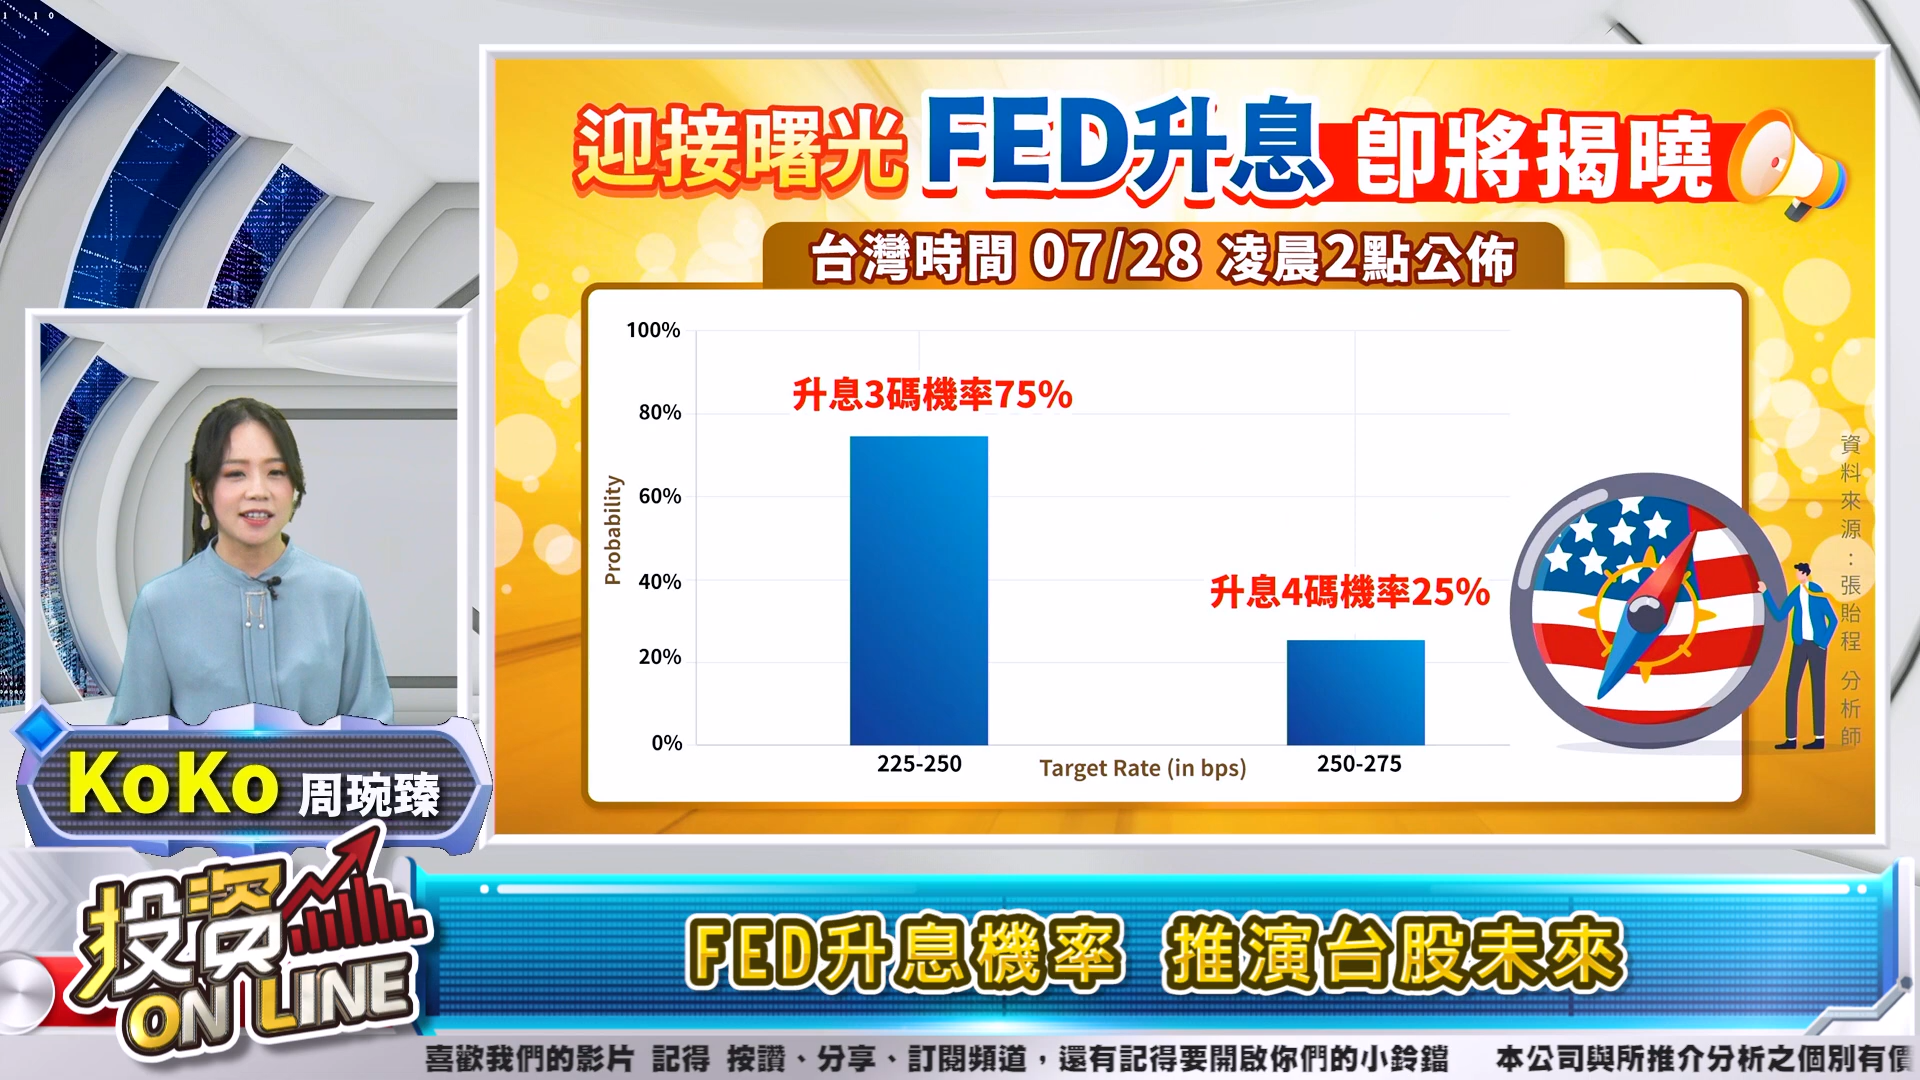 1 1 1 0
迎接曙光 FED升息 即將揭曉
台灣時間 07/28 凌晨2點公佈
100%
80%
60%
40%
20%
0%
Probability
升息3碼機率75%
升息4碼機率25%
225-250
Target Rate (in bps)
250-275
資料來源：張貽程 分析師
KoKo 周琬臻
投資
ON LINE
FED升息機率 推演台股未來
喜歡我們的影片 記得 按讚、分享、訂閱頻道，還有記得要開啟你們的小鈴鐺 本公司與所推介分析之個別有價